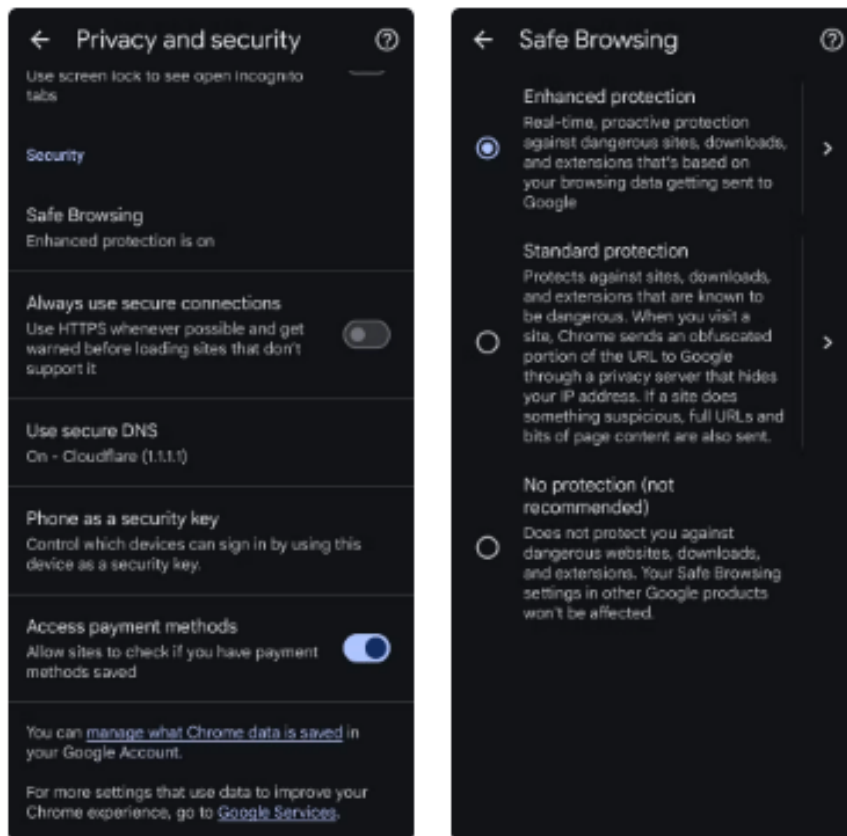 Privacy and security
Use screen lock to see open Incognito
tabs
Security
Safe Browsing
Enhanced protection is on
Always use secure connections
Use HTTPS whenever possible and get
warned before loading sites that don't
support it
Use secure DNS
On - Cloudflare (1.1.1.1)
Phone as a security key
Control which devices can sign in by using this
device as a security key.
Access payment methods
Allow sites to check if you have payment
methods saved
You can manage what Chrome data is saved in
your Google Account.
For more settings that use data to improve your
Chrome experience, go to Google Services.
Safe Browsing
Enhanced protection
Real-time, proactive protection
against dangerous sites, downloads,
and extensions that's based on
your browsing data getting sent to
Google
Standard protection
Protects against sites, downloads,
and extensions that are known to
be dangerous. When you visit a
site, Chrome sends an obfuscated
portion of the URL to Google
through a privacy server that hides
your IP address. If a site does
something suspicious, full URLs and
bits of page content are also sent.
No protection (not
recommended)
Does not protect you against
dangerous websites, downloads,
and extensions. Your Safe Browsing
settings in other Google products
won't be affected.